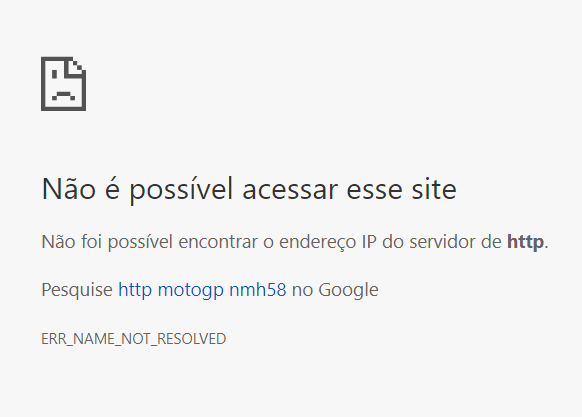 Não é possível acessar esse site
Não foi possível encontrar o endereço IP do servidor de http.
Pesquise http motogp nmh58 no Google
ERR_NAME_NOT_RESOLVED